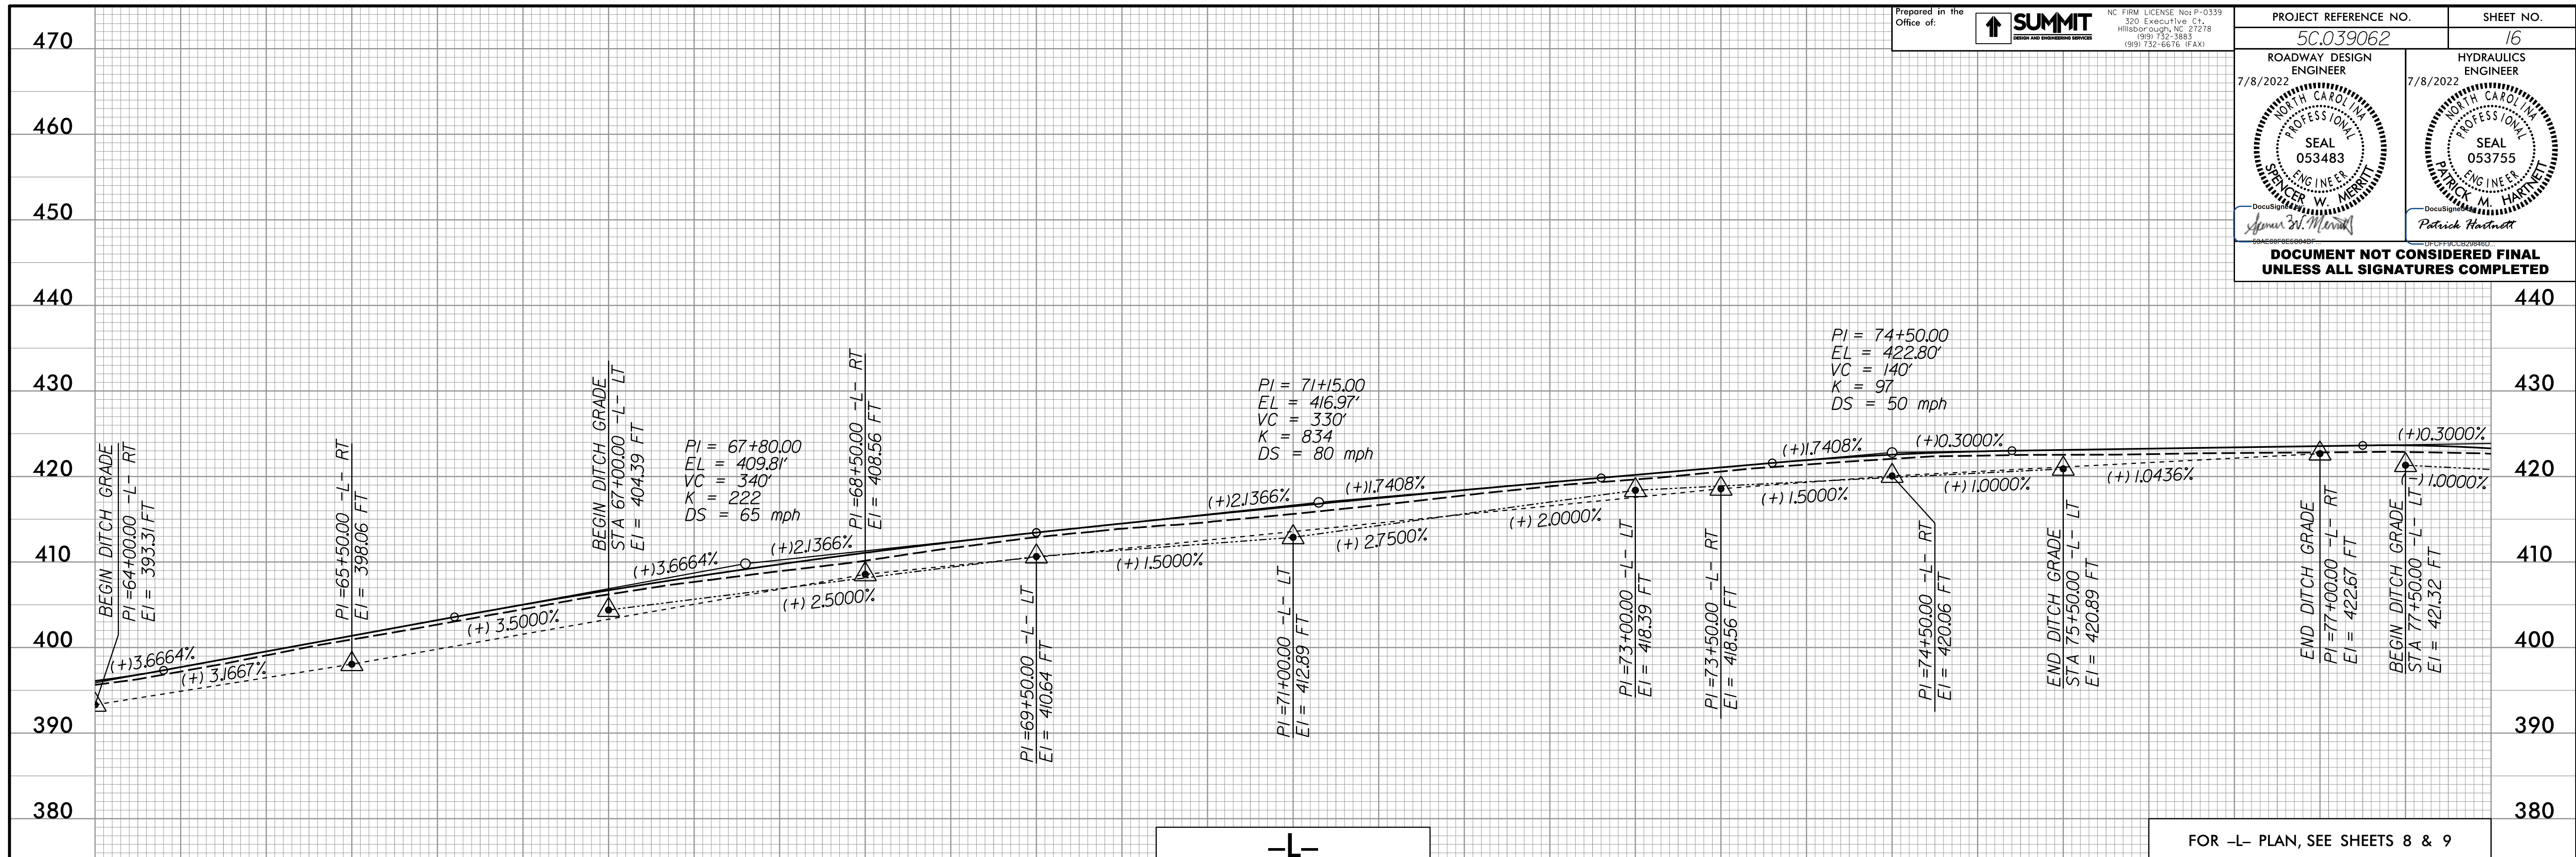 Prepared in the
Office of:
SUMMIT
DESIGN AND ENGINEERING SERVICES
NC FIRM LICENSE No: P-0339
320 Executive Ct.
Hillsborough, NC 27278
(919) 732-3883
(919) 732-6676 (FAX)
PROJECT REFERENCE NO.
SHEET NO.
5C.039062
16
ROADWAY DESIGN
ENGINEER
HYDRAULICS
ENGINEER
7/8/2022
7/8/2022
NORTH CAROLINA
PROFESSIONAL
SEAL
053483
ENGINEER
SPENCER W. MERRITT
NORTH CAROLINA
PROFESSIONAL
SEAL
053755
ENGINEER
PATRICK M. HARTNETT
Spencer W. Merritt
Patrick Hartnett
DOCUMENT NOT CONSIDERED FINAL
UNLESS ALL SIGNATURES COMPLETED
470
460
450
440
430
420
410
400
390
380
440
430
420
410
400
390
380
BEGIN DITCH GRADE
PI =64+00.00 -L- RT
El = 393.31 FT
(+)3.6664%
(+) 3.1667%
PI =65+50.00 -L- RT
El = 398.06 FT
(+) 3.5000%
BEGIN DITCH GRADE
STA 67+00.00 -L- LT
El = 404.39 FT
PI = 67+80.00
EL = 409.81'
VC = 340'
K = 222
DS = 65 mph
(+)3.6664%
(+)2.1366%
(+) 2.5000%
PI =68+50.00 -L- RT
El = 408.56 FT
PI =69+50.00 -L- LT
El = 410.64 FT
(+) 1.5000%
PI = 71+15.00
EL = 416.97'
VC = 330'
K = 834
DS = 80 mph
(+)2.1366%
(+)1.7408%
PI =71+00.00 -L- LT
El = 412.89 FT
(+) 2.7500%
(+) 2.0000%
PI =73+00.00 -L- LT
El = 418.39 FT
PI =73+50.00 -L- RT
El = 418.56 FT
PI = 74+50.00
EL = 422.80'
VC = 140'
K = 97
DS = 50 mph
(+)1.7408%
(+)0.3000%
(+) 1.5000%
(+) 1.0000%
PI =74+50.00 -L- RT
El = 420.06 FT
END DITCH GRADE
STA 75+50.00 -L- LT
El = 420.89 FT
(+) 1.0436%
END DITCH GRADE
PI =77+00.00 -L- RT
El = 422.67 FT
BEGIN DITCH GRADE
STA 77+50.00 -L- LT
El = 421.32 FT
(+)0.3000%
(-) 1.0000%
-L-
FOR -L- PLAN, SEE SHEETS 8 & 9